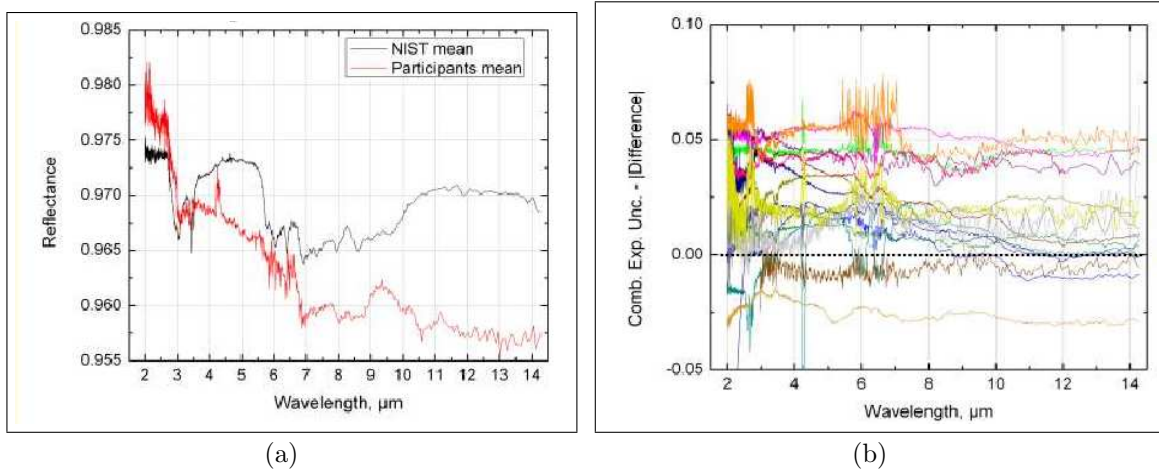 0.985
0.980
0.975
0.970
0.965
0.960
0.955
Reflectance
NIST mean
Participants mean
2 3 4 5 6 7 8 9 10 11 12 13 14
Wavelength, µm
(a)
0.10
0.05
0.00
-0.05
Comb. Exp. Unc. - |Difference|
2 4 6 8 10 12 14
Wavelength, µm
(b)